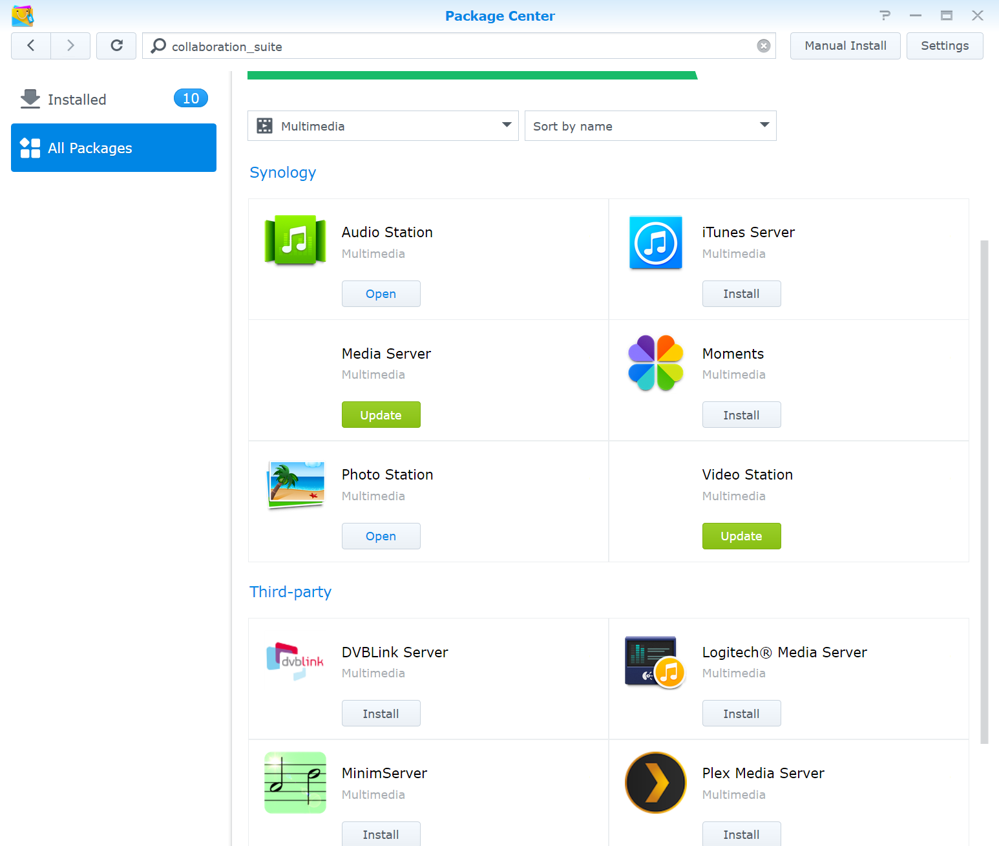 Package Center
collaboration_suite
Manual Install
Settings
Installed
10
All Packages
Multimedia
Sort by name
Synology
Audio Station
Multimedia
Open
iTunes Server
Multimedia
Install
Media Server
Multimedia
Update
Moments
Multimedia
Install
Photo Station
Multimedia
Open
Video Station
Multimedia
Update
Third-party
dvblink
DVBLink Server
Multimedia
Install
Logitech® Media Server
Multimedia
Install
MinimServer
Multimedia
Install
Plex Media Server
Multimedia
Install